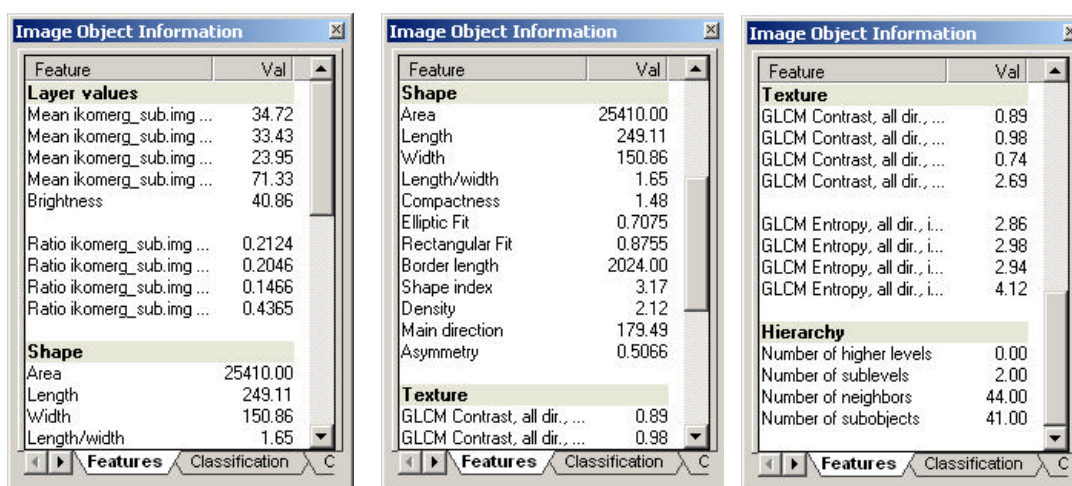 Image Object Information
Feature Val
Layer values
Mean ikomerg_sub.img ... 34.72
Mean ikomerg_sub.img ... 33.43
Mean ikomerg_sub.img ... 23.95
Mean ikomerg_sub.img ... 71.33
Brightness 40.86
Ratio ikomerg_sub.img ... 0.2124
Ratio ikomerg_sub.img ... 0.2046
Ratio ikomerg_sub.img ... 0.1466
Ratio ikomerg_sub.img ... 0.4365
Shape
Area 25410.00
Length 249.11
Width 150.86
Length/width 1.65
Features Classification C
Image Object Information
Feature Val
Shape
Area 25410.00
Length 249.11
Width 150.86
Length/width 1.65
Compactness 1.48
Elliptic Fit 0.7075
Rectangular Fit 0.8755
Border length 2024.00
Shape index 3.17
Density 2.12
Main direction 179.49
Asymmetry 0.5066
Texture
GLCM Contrast, all dir., ... 0.89
GLCM Contrast, all dir., ... 0.98
Features Classification C
Image Object Information
Feature Val
Texture
GLCM Contrast, all dir., ... 0.89
GLCM Contrast, all dir., ... 0.98
GLCM Contrast, all dir., ... 0.74
GLCM Contrast, all dir., ... 2.69
GLCM Entropy, all dir., i... 2.86
GLCM Entropy, all dir., i... 2.98
GLCM Entropy, all dir., i... 2.94
GLCM Entropy, all dir., i... 4.12
Hierarchy
Number of higher levels 0.00
Number of sublevels 2.00
Number of neighbors 44.00
Number of subobjects 41.00
Features Classification C